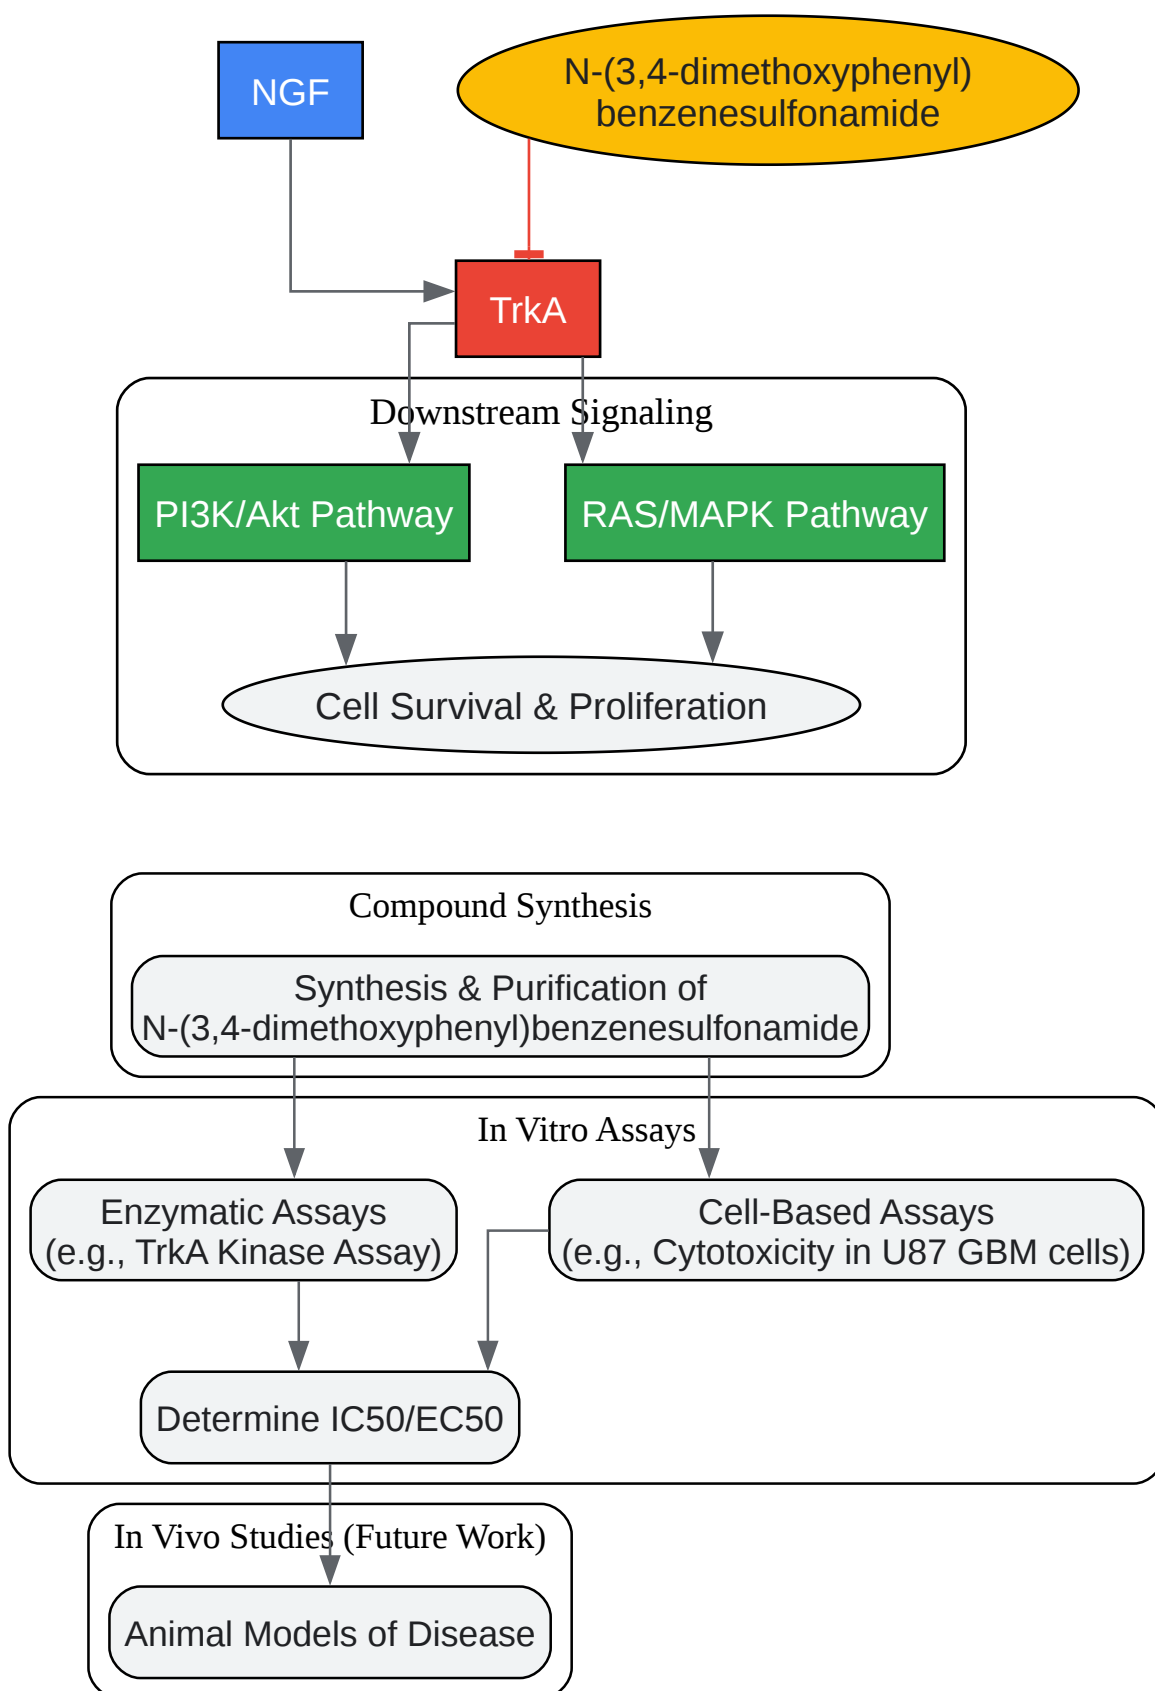 NGF
N-(3,4-dimethoxyphenyl)
benzenesulfonamide
TrkA
Downstream Signaling
PI3K/Akt Pathway
RAS/MAPK Pathway
Cell Survival & Proliferation
Compound Synthesis
Synthesis & Purification of
N-(3,4-dimethoxyphenyl)benzenesulfonamide
In Vitro Assays
Enzymatic Assays
(e.g., TrkA Kinase Assay)
Cell-Based Assays
(e.g., Cytotoxicity in U87 GBM cells)
Determine IC50/EC50
In Vivo Studies (Future Work)
Animal Models of Disease